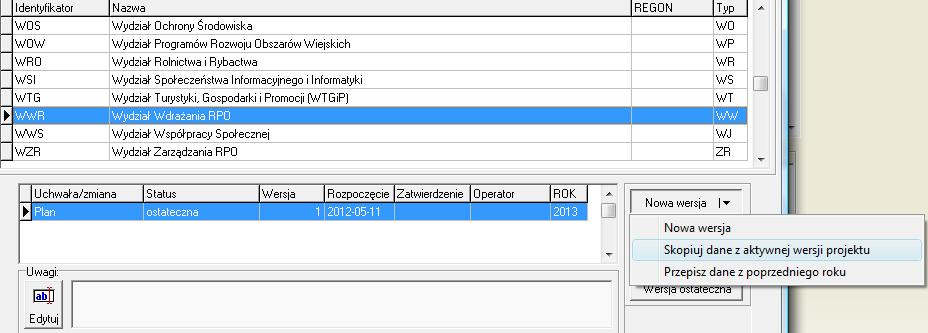 Identyfikator Nazwa REGON Typ
WOS Wydział Ochrony Środowiska WO
WOW Wydział Programów Rozwoju Obszarów Wiejskich WP
WRO Wydział Rolnictwa i Rybactwa WR
WSI Wydział Społeczeństwa Informacyjnego i Informatyki WS
WTG Wydział Turystyki, Gospodarki i Promocji (WTGiP) WT
WWR Wydział Wdrażania RPO WW
WWS Wydział Współpracy Społecznej WJ
WZR Wydział Zarządzania RPO ZR
Uchwała/zmiana Status Wersja Rozpoczęcie Zatwierdzenie Operator ROK
Plan ostateczna 1 2012-05-11 2013
Nowa wersja
Nowa wersja
Skopiuj dane z aktywnej wersji projektu
Przepisz dane z poprzedniego roku
Wersja ostateczna
Uwagi:
ab
Edytuj